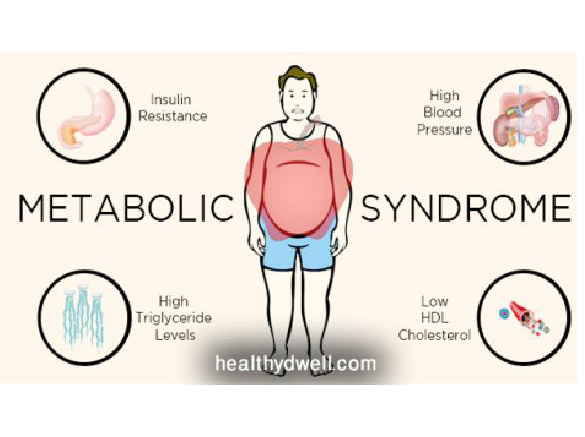 Insulin
Resistance
High
Blood
Pressure
METABOLIC SYNDROME
High
Triglyceride
Levels
Low
HDL
Cholesterol
healthydwell.com